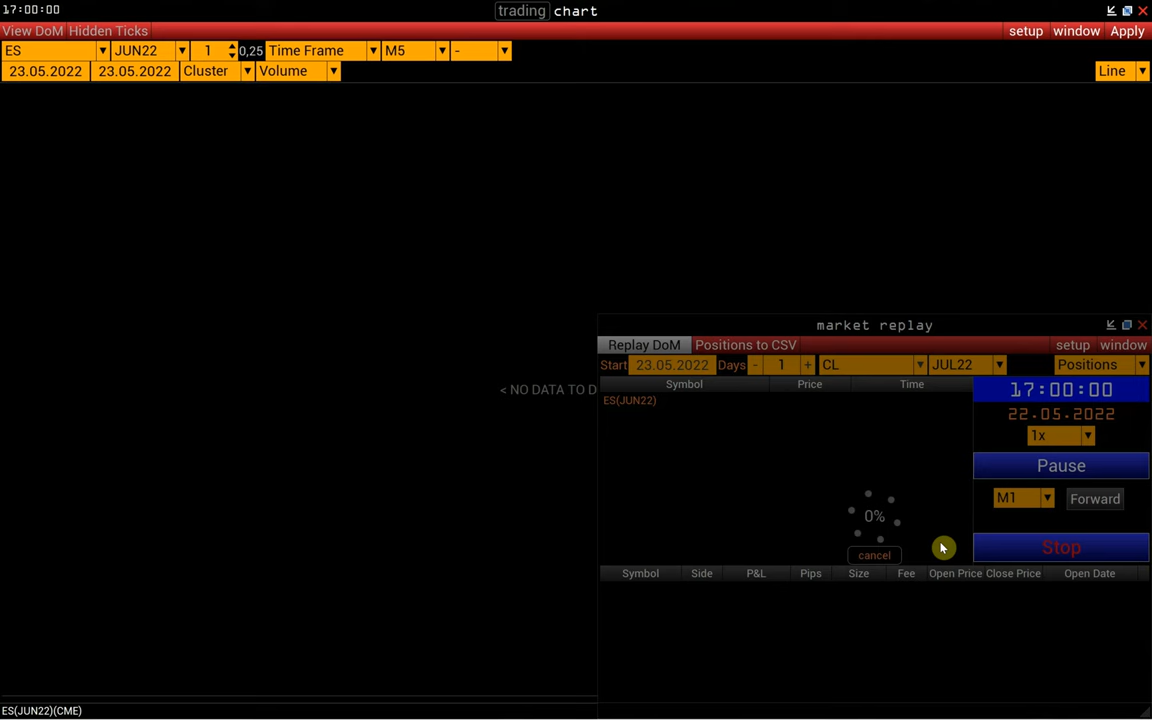 17:00:00
trading chart
View DoM Hidden Ticks
setup window Apply
ES JUN22 1 0,25 Time Frame M5 -
23.05.2022 23.05.2022 Cluster Volume Line
market replay
Replay DoM Positions to CSV setup window
Start 23.05.2022 Days - 1 + CL JUL22 Positions
Symbol Price Time
17:00:00
< NO DATA TO D
ES(JUN22)
22.05.2022
1x
Pause
M1 Forward
0%
Stop
cancel
Symbol Side P&L Pips Size Fee Open Price Close Price Open Date
ES(JUN22)(CME)